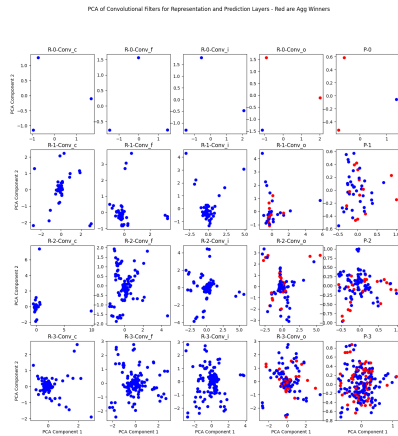 PCA of Convolutional Filters for Representation and Prediction Layers - Red are Agg Winners
R-0-Conv_c R-0-Conv_f R-0-Conv_i R-0-Conv_o P-0
PCA Component 2
R-1-Conv_c R-1-Conv_f R-1-Conv_i R-1-Conv_o P-1
PCA Component 2
R-2-Conv_c R-2-Conv_f R-2-Conv_i R-2-Conv_o P-2
PCA Component 2
R-3-Conv_c R-3-Conv_f R-3-Conv_i R-3-Conv_o P-3
PCA Component 2
PCA Component 1 PCA Component 1 PCA Component 1 PCA Component 1 PCA Component 1